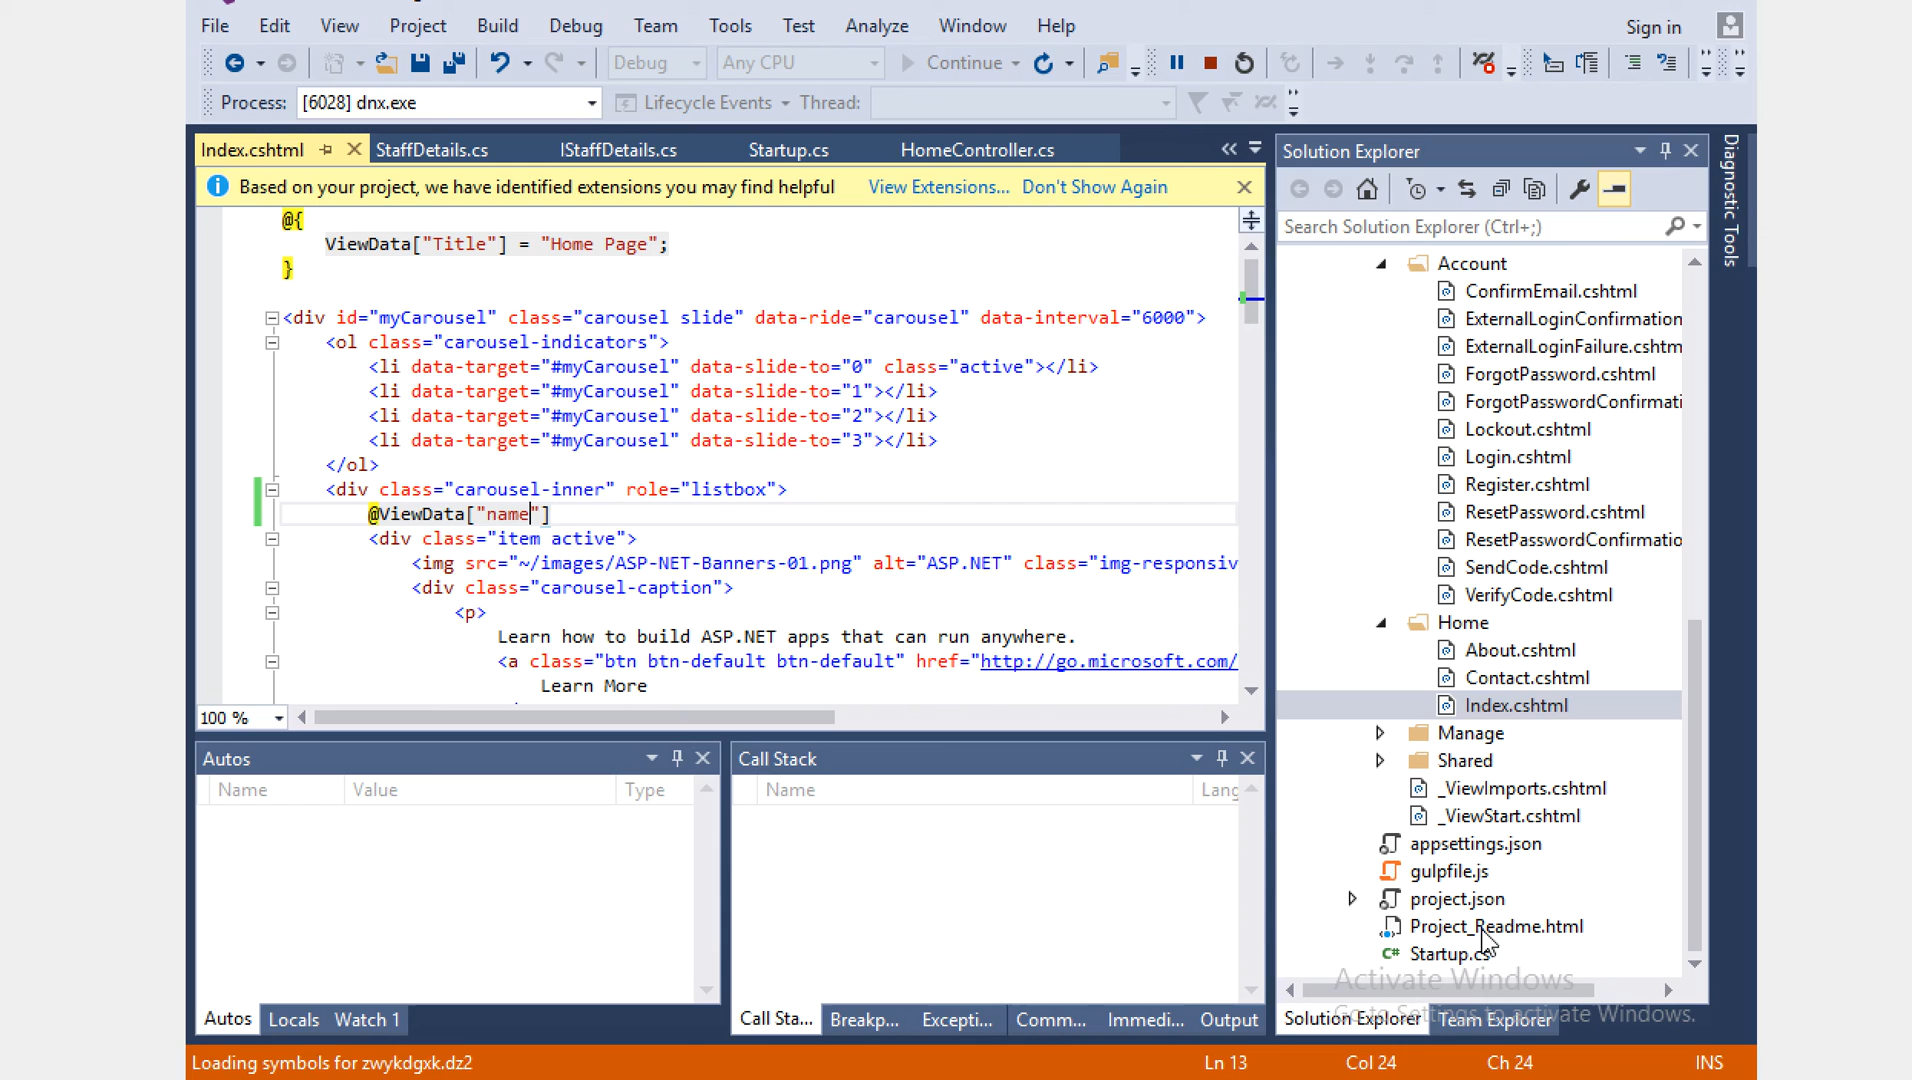 File Edit View Project Build Debug Team Tools Test Analyze Window Help Sign in
Debug Any CPU Continue
Process: [6028] dnx.exe Lifecycle Events Thread:
Index.cshtml StaffDetails.cs IStaffDetails.cs Startup.cs HomeController.cs
Based on your project, we have identified extensions you may find helpful View Extensions... Don't Show Again
@{
ViewData["Title"] = "Home Page";
}
<div id="myCarousel" class="carousel slide" data-ride="carousel" data-interval="6000">
<ol class="carousel-indicators">
<li data-target="#myCarousel" data-slide-to="0" class="active"></li>
<li data-target="#myCarousel" data-slide-to="1"></li>
<li data-target="#myCarousel" data-slide-to="2"></li>
<li data-target="#myCarousel" data-slide-to="3"></li>
</ol>
<div class="carousel-inner" role="listbox">
@ViewData["name"]
<div class="item active">
<img src="~/images/ASP-NET-Banners-01.png" alt="ASP.NET" class="img-responsiv
<div class="carousel-caption">
<p>
Learn how to build ASP.NET apps that can run anywhere.
<a class="btn btn-default btn-default" href="http://go.microsoft.com/
Learn More
100 %
Autos
Name Value Type
Autos Locals Watch 1
Call Stack
Name Lang
Call Sta... Breakp... Excepti... Comm... Immedi... Output
Solution Explorer
Search Solution Explorer (Ctrl+;)
Account
ConfirmEmail.cshtml
ExternalLoginConfirmation
ExternalLoginFailure.cshtm
ForgotPassword.cshtml
ForgotPasswordConfirmati
Lockout.cshtml
Login.cshtml
Register.cshtml
ResetPassword.cshtml
ResetPasswordConfirmatio
SendCode.cshtml
VerifyCode.cshtml
Home
About.cshtml
Contact.cshtml
Index.cshtml
Manage
Shared
_ViewImports.cshtml
_ViewStart.cshtml
appsettings.json
gulpfile.js
project.json
Project_Readme.html
C# Startup.cs
Activate Windows
Go to Settings to activate Windows.
Solution Explorer Team Explorer
Diagnostic Tools
Loading symbols for zwykdgxk.dz2 Ln 13 Col 24 Ch 24 INS